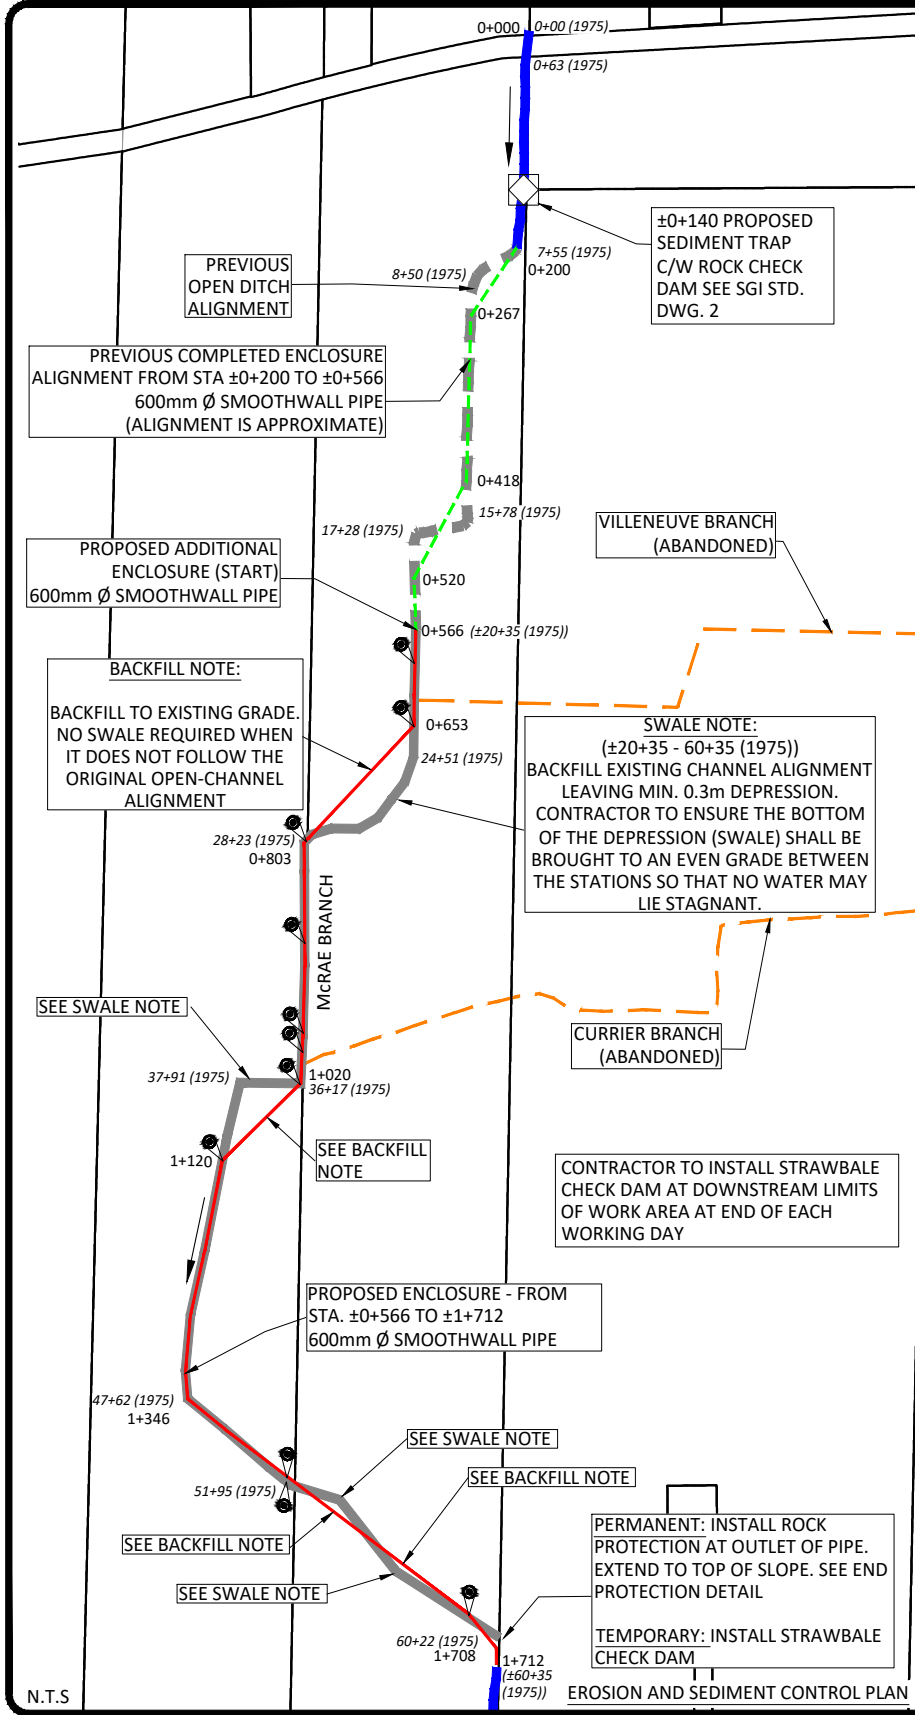 0+000
0+00 (1975)
0+63 (1975)
±0+140 PROPOSED
SEDIMENT TRAP
C/W ROCK CHECK
DAM SEE SGI STD.
DWG. 2
7+55 (1975)
0+200
PREVIOUS
OPEN DITCH
ALIGNMENT
8+50 (1975)
0+267
PREVIOUS COMPLETED ENCLOSURE
ALIGNMENT FROM STA ±0+200 TO ±0+566
600mm Ø SMOOTHWALL PIPE
(ALIGNMENT IS APPROXIMATE)
0+418
15+78 (1975)
17+28 (1975)
VILLENEUVE BRANCH
(ABANDONED)
PROPOSED ADDITIONAL
ENCLOSURE (START)
600mm Ø SMOOTHWALL PIPE
0+520
0+566 (±20+35 (1975))
BACKFILL NOTE:
BACKFILL TO EXISTING GRADE.
NO SWALE REQUIRED WHEN
IT DOES NOT FOLLOW THE
ORIGINAL OPEN-CHANNEL
ALIGNMENT
0+653
24+51 (1975)
SWALE NOTE:
(±20+35 - 60+35 (1975))
BACKFILL EXISTING CHANNEL ALIGNMENT
LEAVING MIN. 0.3m DEPRESSION.
CONTRACTOR TO ENSURE THE BOTTOM
OF THE DEPRESSION (SWALE) SHALL BE
BROUGHT TO AN EVEN GRADE BETWEEN
THE STATIONS SO THAT NO WATER MAY
LIE STAGNANT.
28+23 (1975)
0+803
McRAE BRANCH
SEE SWALE NOTE
CURRIER BRANCH
(ABANDONED)
37+91 (1975)
1+020
36+17 (1975)
1+120
SEE BACKFILL
NOTE
CONTRACTOR TO INSTALL STRAWBALE
CHECK DAM AT DOWNSTREAM LIMITS
OF WORK AREA AT END OF EACH
WORKING DAY
PROPOSED ENCLOSURE - FROM
STA. ±0+566 TO ±1+712
600mm Ø SMOOTHWALL PIPE
47+62 (1975)
1+346
SEE SWALE NOTE
SEE BACKFILL NOTE
51+95 (1975)
SEE BACKFILL NOTE
SEE SWALE NOTE
PERMANENT: INSTALL ROCK
PROTECTION AT OUTLET OF PIPE.
EXTEND TO TOP OF SLOPE. SEE END
PROTECTION DETAIL
TEMPORARY: INSTALL STRAWBALE
CHECK DAM
60+22 (1975)
1+708
1+712
(±60+35
(1975))
N.T.S
EROSION AND SEDIMENT CONTROL PLAN